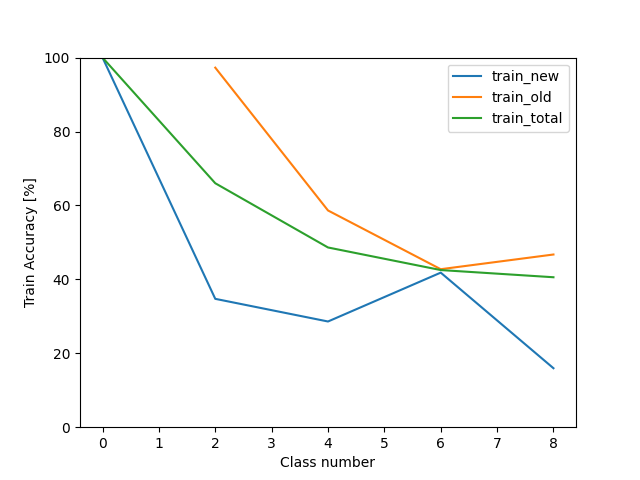 100
80
60
40
20
0
Train Accuracy [%]
train_new
train_old
train_total
0 1 2 3 4 5 6 7 8
Class number